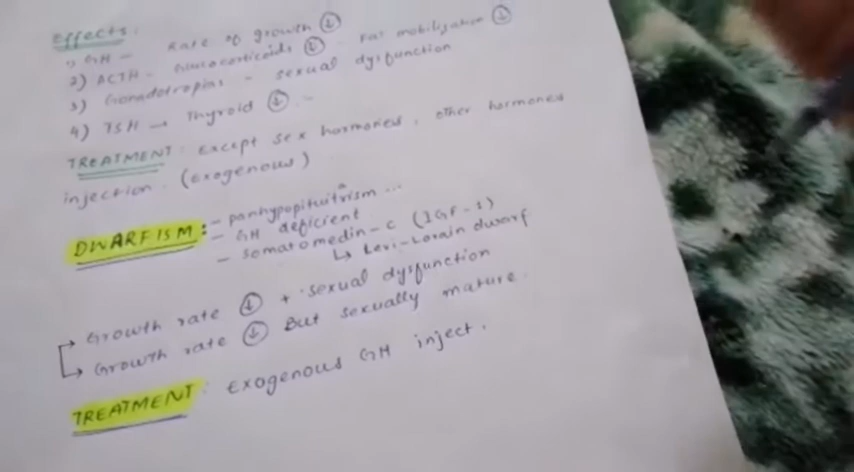 Effects:
1) GH - Rate of growth ↓
2) ACTH - Glucocorticoids ↓ - Fat mobilization ↓
3) Gonadotropins - sexual dysfunction
4) TSH → Thyroid ↓ -
TREATMENT: Except sex hormones, other hormones
injection. (exogenous)
DWARFISM: - panhypopituitrism ...
- GH deficient
- somatomedin-c (IGF-1)
↳ Levi-Lorain dwarf
→ Growth rate ↓ + sexual dysfunction
→ Growth rate ↓ But sexually mature.
TREATMENT: Exogenous GH inject.